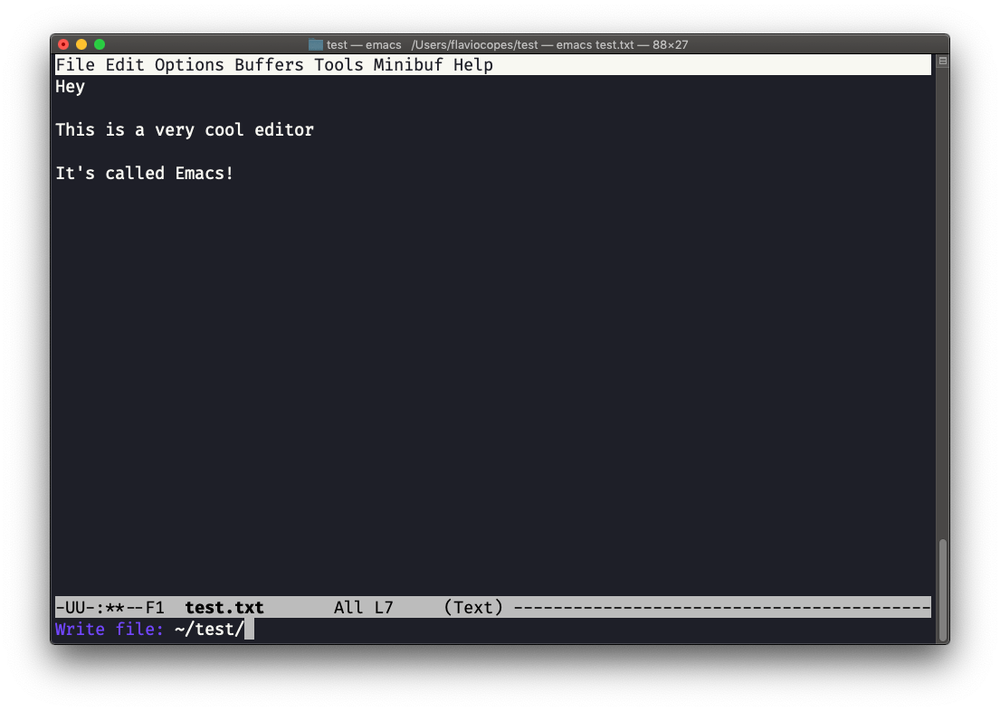 test — emacs /Users/flaviocopes/test — emacs test.txt — 88×27
File Edit Options Buffers Tools Minibuf Help
Hey
This is a very cool editor
It's called Emacs!
-UU-:**--F1  test.txt       All L7     (Text) ------------------------------------------
Write file: ~/test/